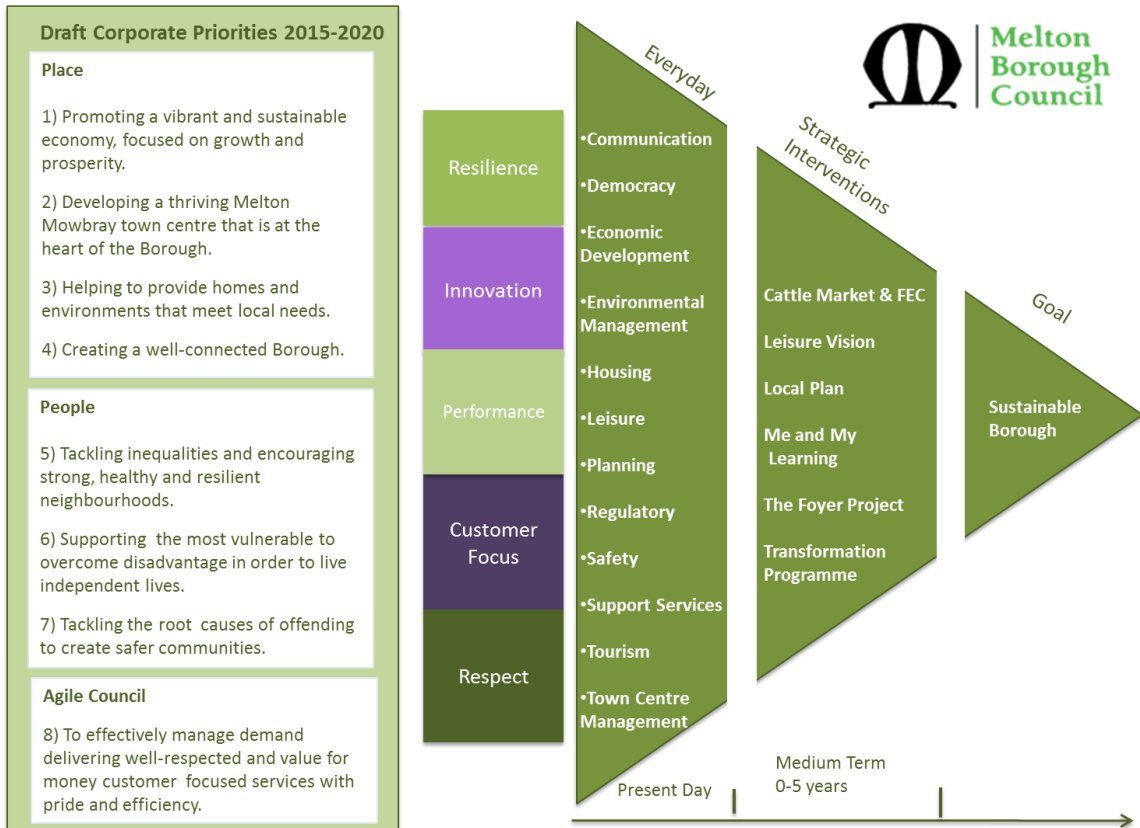 Draft Corporate Priorities 2015-2020
Place
1) Promoting a vibrant and sustainable
economy, focused on growth and
prosperity.
2) Developing a thriving Melton
Mowbray town centre that is at the
heart of the Borough.
3) Helping to provide homes and
environments that meet local needs.
4) Creating a well-connected Borough.
People
5) Tackling inequalities and encouraging
strong, healthy and resilient
neighbourhoods.
6) Supporting  the most vulnerable to
overcome disadvantage in order to live
independent lives.
7) Tackling the root  causes of offending
to create safer communities.
Agile Council
8) To effectively manage demand
delivering well-respected and value for
money customer  focused services with
pride and efficiency.
Resilience
Innovation
Performance
Customer
Focus
Respect
Everyday
•Communication
•Democracy
•Economic
Development
•Environmental
Management
•Housing
•Leisure
•Planning
•Regulatory
•Safety
•Support Services
•Tourism
•Town Centre
Management
Strategic
Interventions
Cattle Market & FEC
Leisure Vision
Local Plan
Me and My
Learning
The Foyer Project
Transformation
Programme
Goal
Sustainable
Borough
Melton
Borough
Council
Present Day
Medium Term
0-5 years